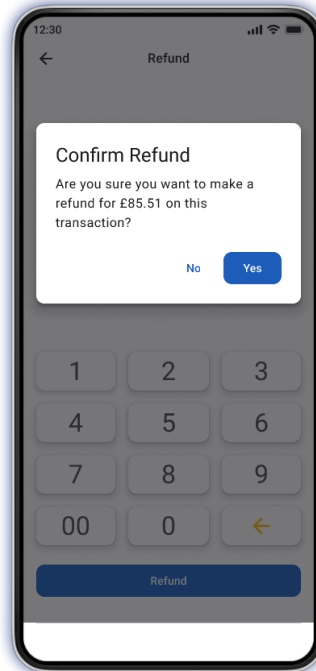 12:30
Refund
Confirm Refund
Are you sure you want to make a
refund for £85.51 on this
transaction?
No Yes
1 2 3
4 5 6
7 8 9
00 0
Refund